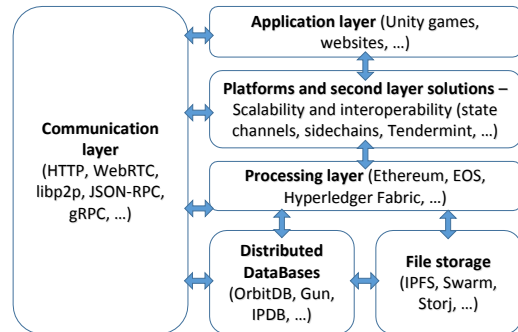 Communication
layer
(HTTP, WebRTC,
libp2p, JSON-RPC,
gRPC, ...)
Application layer (Unity games,
websites, ...)
Platforms and second layer solutions –
Scalability and interoperability (state
channels, sidechains, Tendermint, ...)
Processing layer (Ethereum, EOS,
Hyperledger Fabric, ...)
Distributed
DataBases
(OrbitDB, Gun,
IPDB, ...)
File storage
(IPFS, Swarm,
Storj, ...)